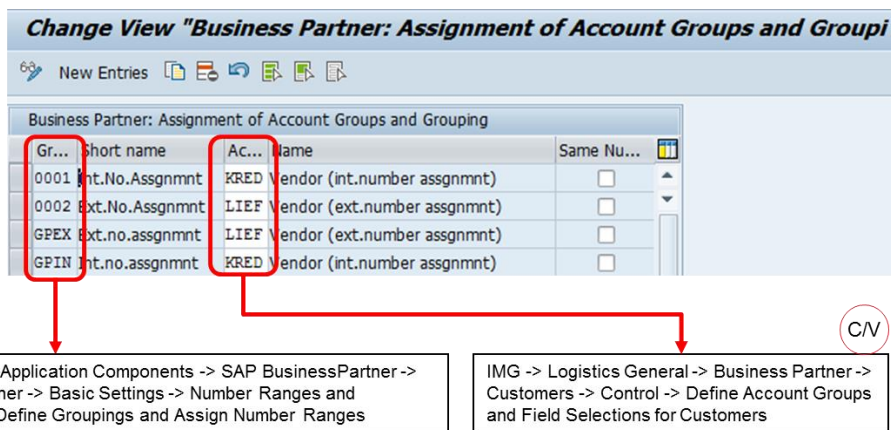 Change View "Business Partner: Assignment of Account Groups and Groupi
New Entries
Business Partner: Assignment of Account Groups and Grouping
Gr... Short name Ac... Name Same Nu...
0001 Int.No.Assgnmnt KRED Vendor (int.number assgnmnt)
0002 Ext.No.Assgnmnt LIEF Vendor (ext.number assgnmnt)
GPEX Ext.no.assgnmnt LIEF Vendor (ext.number assgnmnt)
GPIN Int.no.assgnmnt KRED Vendor (int.number assgnmnt)
C/V
Application Components -> SAP BusinessPartner ->
ner -> Basic Settings -> Number Ranges and
Define Groupings and Assign Number Ranges
IMG -> Logistics General -> Business Partner ->
Customers -> Control -> Define Account Groups
and Field Selections for Customers